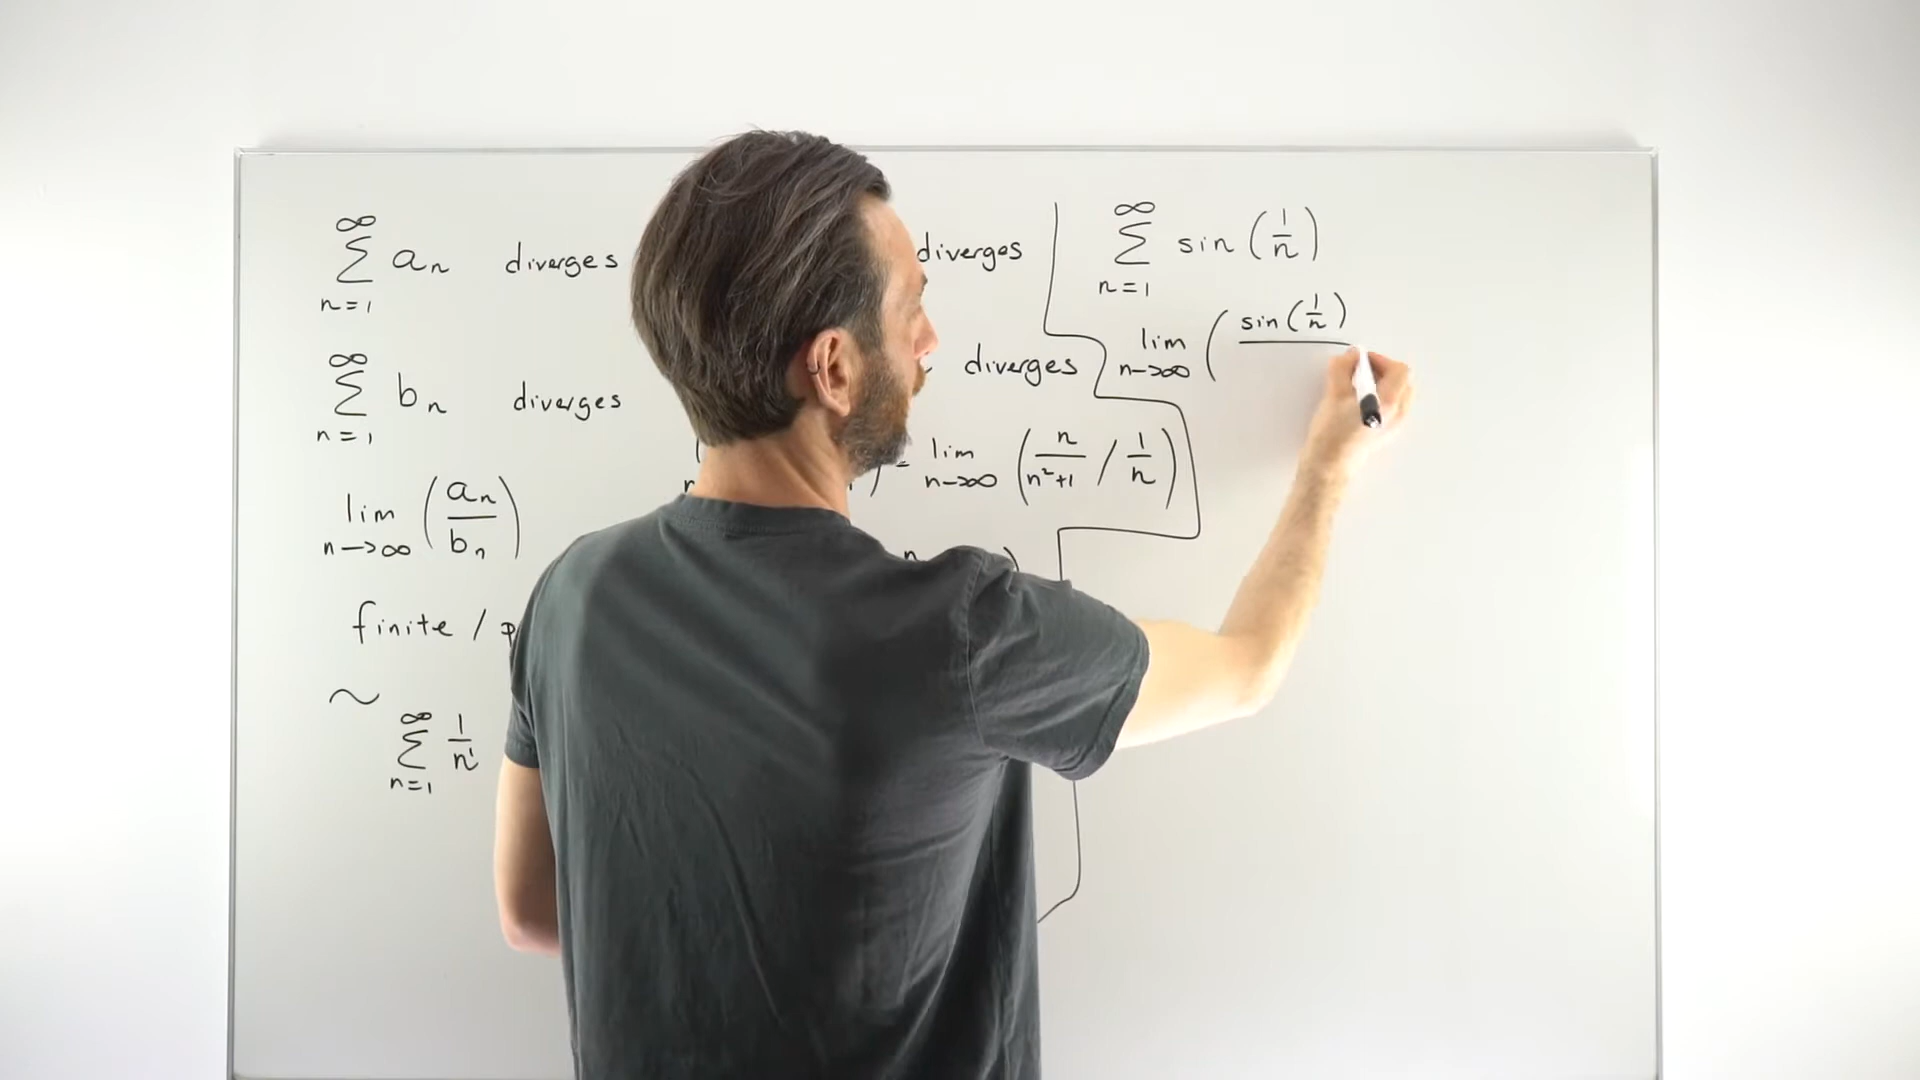 ∞
∑ aₙ diverges
n=1
∞
∑ bₙ diverges
n=1
lim (aₙ/bₙ)
n→∞
finite /
~
∞
∑ 1/n¹
n=1
diverges
diverges
= lim (n/(n²+1) / 1/n)
n→∞
n )
∞
∑ sin (1/n)
n=1
lim ( sin(1/n)
n→∞